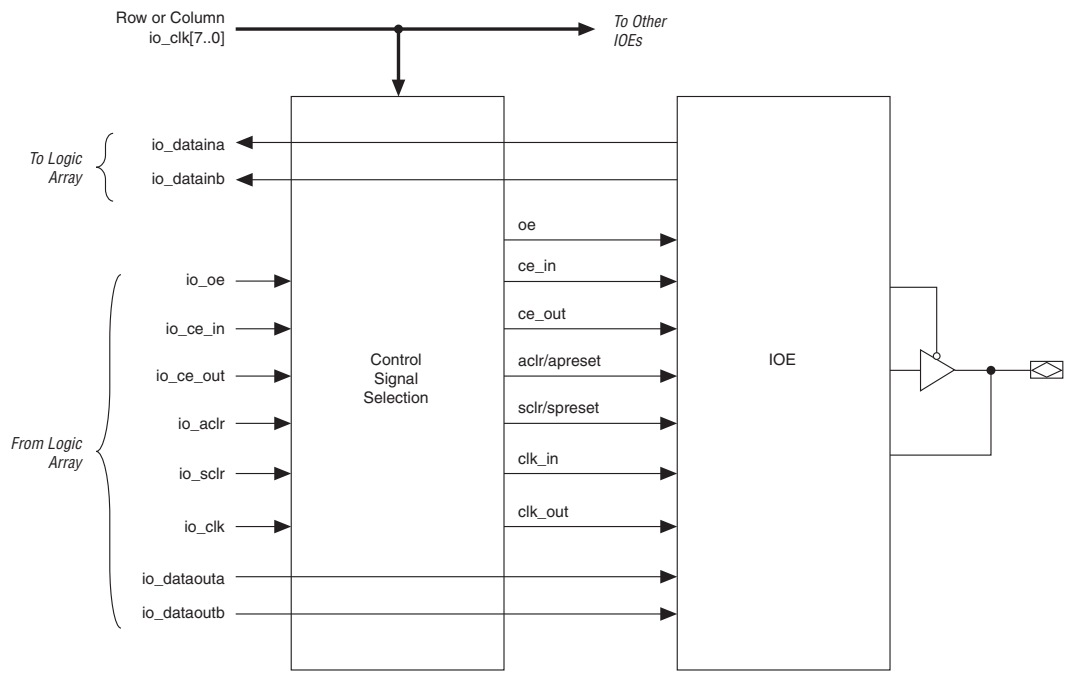 Row or Column
io_clk[7..0]
To Other
IOEs
To Logic
Array
io_dataina
io_datainb
oe
ce_in
ce_out
aclr/apreset
sclr/spreset
clk_in
clk_out
From Logic
Array
io_oe
io_ce_in
io_ce_out
io_aclr
io_sclr
io_clk
io_dataouta
io_dataoutb
Control
Signal
Selection
IOE